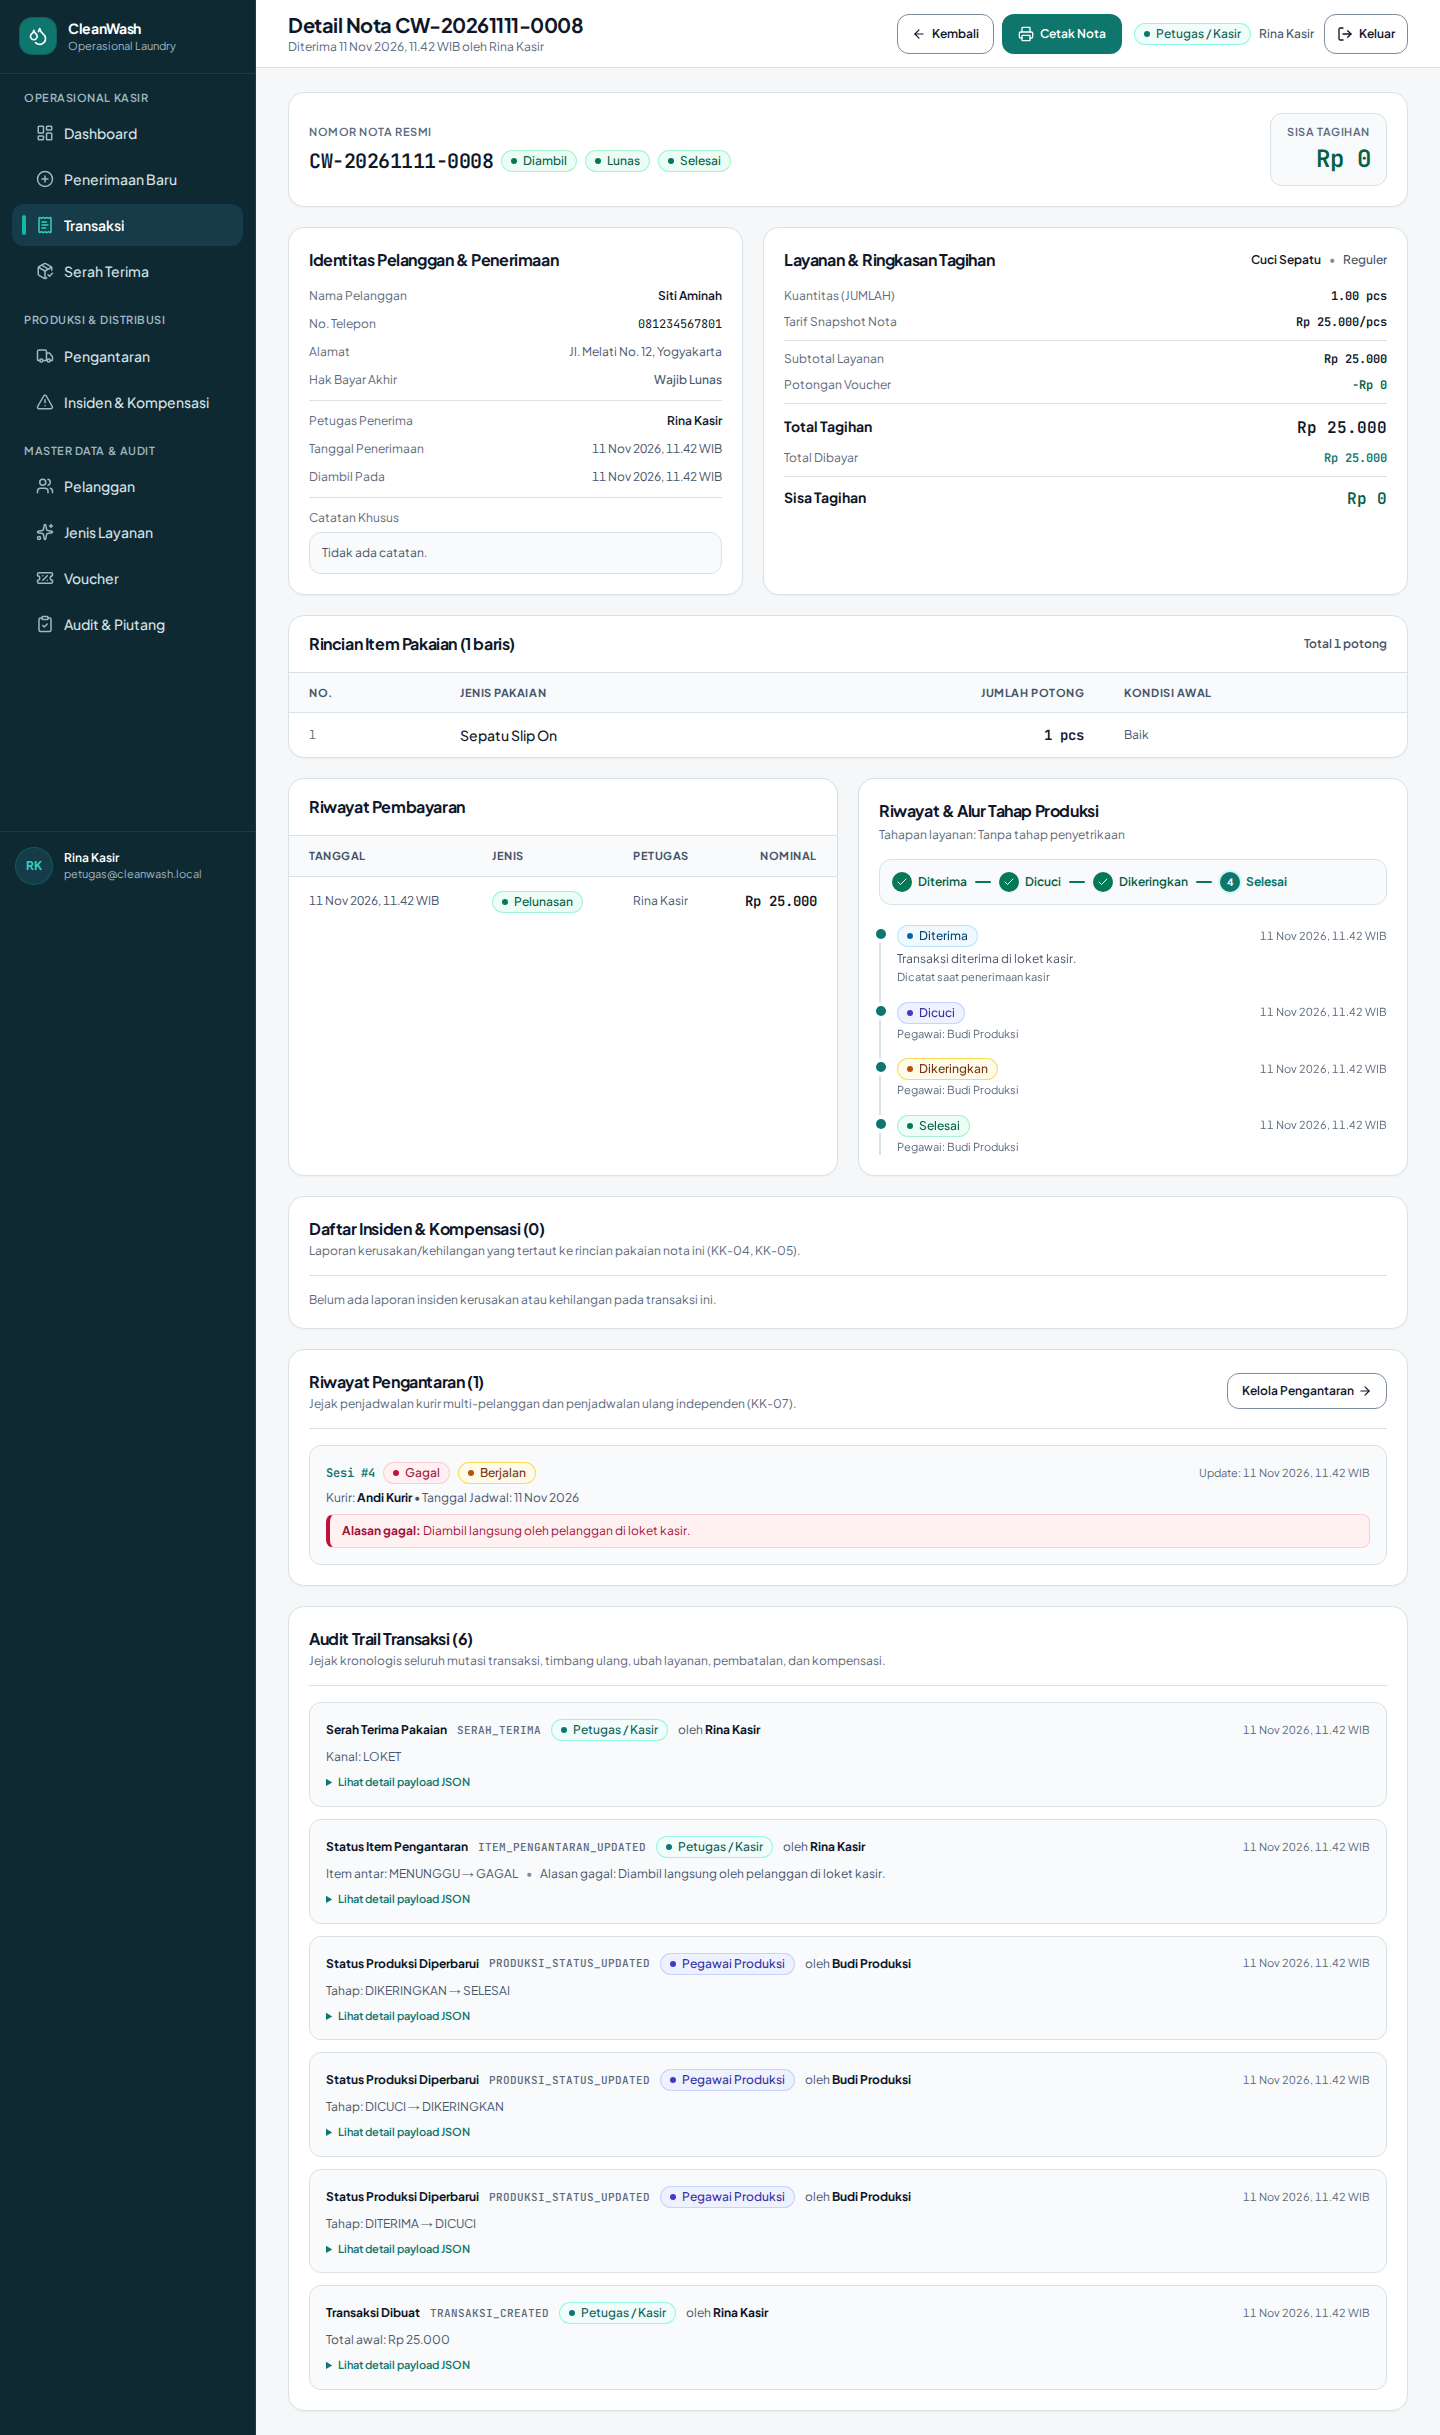 CleanWash
Operasional Laundry
OPERASIONAL KASIR
Dashboard
Penerimaan Baru
Transaksi
Serah Terima
PRODUKSI & DISTRIBUSI
Pengantaran
Insiden & Kompensasi
MASTER DATA & AUDIT
Pelanggan
Jenis Layanan
Voucher
Audit & Piutang
RK
Rina Kasir
petugas@cleanwash.local
Detail Nota CW-20261111-0008
Diterima 11 Nov 2026, 11.42 WIB oleh Rina Kasir
Kembali
Cetak Nota
Petugas / Kasir
Rina Kasir
Keluar
NOMOR NOTA RESMI
CW-20261111-0008 Diambil Lunas Selesai
SISA TAGIHAN
Rp 0
Identitas Pelanggan & Penerimaan
Nama Pelanggan Siti Aminah
No. Telepon 081234567801
Alamat Jl. Melati No. 12, Yogyakarta
Hak Bayar Akhir Wajib Lunas
Petugas Penerima Rina Kasir
Tanggal Penerimaan 11 Nov 2026, 11.42 WIB
Diambil Pada 11 Nov 2026, 11.42 WIB
Catatan Khusus
Tidak ada catatan.
Layanan & Ringkasan Tagihan Cuci Sepatu • Reguler
Kuantitas (JUMLAH) 1.00 pcs
Tarif Snapshot Nota Rp 25.000/pcs
Subtotal Layanan Rp 25.000
Potongan Voucher -Rp 0
Total Tagihan Rp 25.000
Total Dibayar Rp 25.000
Sisa Tagihan Rp 0
Rincian Item Pakaian (1 baris) Total 1 potong
NO. JENIS PAKAIAN JUMLAH POTONG KONDISI AWAL
1 Sepatu Slip On 1 pcs Baik
Riwayat Pembayaran
TANGGAL JENIS PETUGAS NOMINAL
11 Nov 2026, 11.42 WIB Pelunasan Rina Kasir Rp 25.000
Riwayat & Alur Tahap Produksi
Tahapan layanan: Tanpa tahap penyetrikaan
Diterima Dicuci Dikeringkan 4 Selesai
Diterima 11 Nov 2026, 11.42 WIB
Transaksi diterima di loket kasir.
Dicatat saat penerimaan kasir
Dicuci 11 Nov 2026, 11.42 WIB
Pegawai: Budi Produksi
Dikeringkan 11 Nov 2026, 11.42 WIB
Pegawai: Budi Produksi
Selesai 11 Nov 2026, 11.42 WIB
Pegawai: Budi Produksi
Daftar Insiden & Kompensasi (0)
Laporan kerusakan/kehilangan yang tertaut ke rincian pakaian nota ini (KK-04, KK-05).
Belum ada laporan insiden kerusakan atau kehilangan pada transaksi ini.
Riwayat Pengantaran (1)
Jejak penjadwalan kurir multi-pelanggan dan penjadwalan ulang independen (KK-07).
Kelola Pengantaran →
Sesi #4 Gagal Berjalan Update: 11 Nov 2026, 11.42 WIB
Kurir: Andi Kurir • Tanggal Jadwal: 11 Nov 2026
Alasan gagal: Diambil langsung oleh pelanggan di loket kasir.
Audit Trail Transaksi (6)
Jejak kronologis seluruh mutasi transaksi, timbang ulang, ubah layanan, pembatalan, dan kompensasi.
Serah Terima Pakaian SERAH_TERIMA Petugas / Kasir oleh Rina Kasir 11 Nov 2026, 11.42 WIB
Kanal: LOKET
Lihat detail payload JSON
Status Item Pengantaran ITEM_PENGANTARAN_UPDATED Petugas / Kasir oleh Rina Kasir 11 Nov 2026, 11.42 WIB
Item antar: MENUNGGU → GAGAL • Alasan gagal: Diambil langsung oleh pelanggan di loket kasir.
Lihat detail payload JSON
Status Produksi Diperbarui PRODUKSI_STATUS_UPDATED Pegawai Produksi oleh Budi Produksi 11 Nov 2026, 11.42 WIB
Tahap: DIKERINGKAN → SELESAI
Lihat detail payload JSON
Status Produksi Diperbarui PRODUKSI_STATUS_UPDATED Pegawai Produksi oleh Budi Produksi 11 Nov 2026, 11.42 WIB
Tahap: DICUCI → DIKERINGKAN
Lihat detail payload JSON
Status Produksi Diperbarui PRODUKSI_STATUS_UPDATED Pegawai Produksi oleh Budi Produksi 11 Nov 2026, 11.42 WIB
Tahap: DITERIMA → DICUCI
Lihat detail payload JSON
Transaksi Dibuat TRANSAKSI_CREATED Petugas / Kasir oleh Rina Kasir 11 Nov 2026, 11.42 WIB
Total awal: Rp 25.000
Lihat detail payload JSON